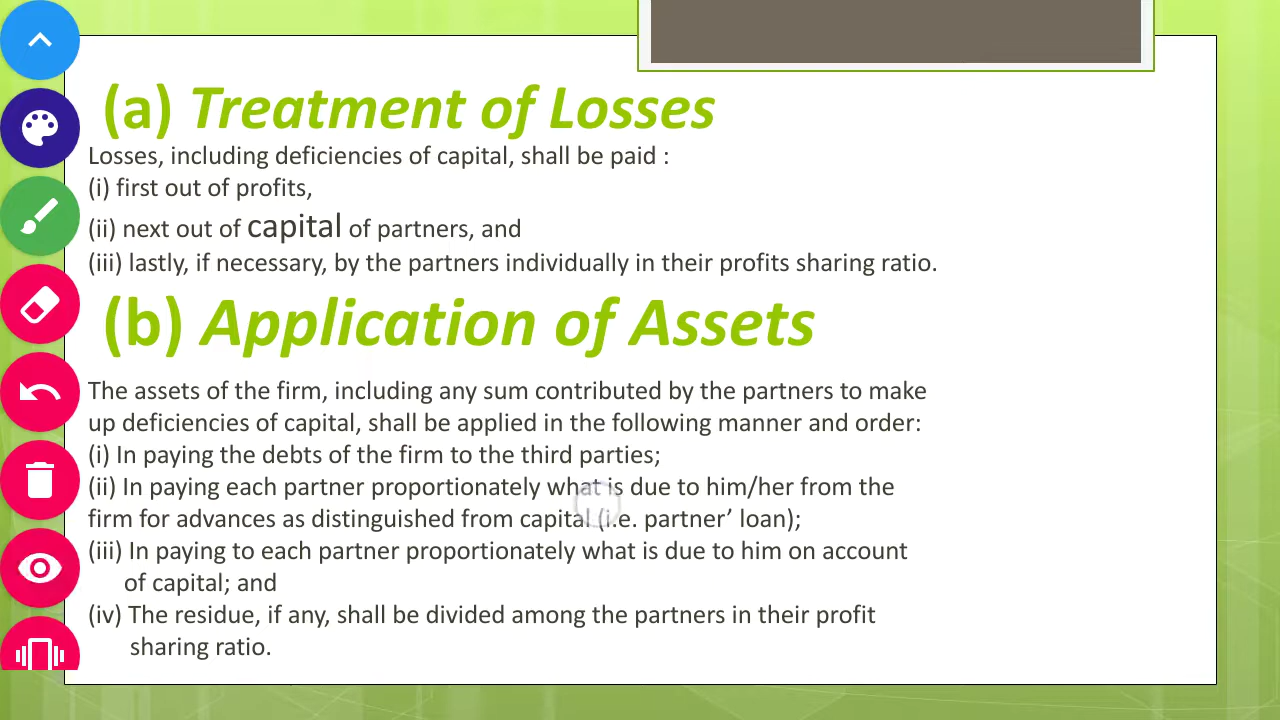 (a) Treatment of Losses
Losses, including deficiencies of capital, shall be paid :
(i) first out of profits,
(ii) next out of capital of partners, and
(iii) lastly, if necessary, by the partners individually in their profits sharing ratio.
(b) Application of Assets
The assets of the firm, including any sum contributed by the partners to make
up deficiencies of capital, shall be applied in the following manner and order:
(i) In paying the debts of the firm to the third parties;
(ii) In paying each partner proportionately what is due to him/her from the
firm for advances as distinguished from capital (i.e. partner’ loan);
(iii) In paying to each partner proportionately what is due to him on account
of capital; and
(iv) The residue, if any, shall be divided among the partners in their profit
sharing ratio.